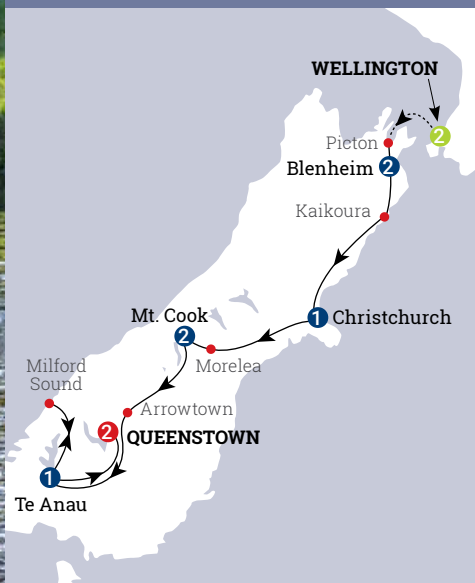 WELLINGTON
2
Picton
Blenheim 2
Kaikoura
1 Christchurch
Mt. Cook
2
Morelea
Milford
Sound
Arrowtown
2 QUEENSTOWN
1
Te Anau